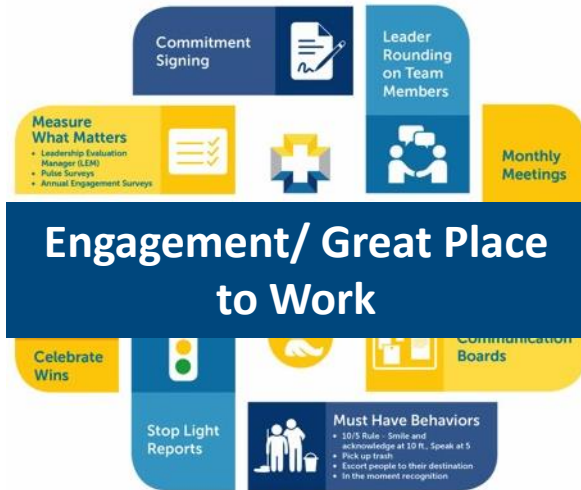 Commitment
Signing
Leader
Rounding
on Team
Members
Measure
What Matters
• Leadership Evaluation
Manager (LEM)
• Pulse Surveys
• Annual Engagement Surveys
Monthly
Meetings
Engagement/ Great Place
to Work
Celebrate
Wins
Communication
Boards
Stop Light
Reports
Must Have Behaviors
• 10/5 Rule - Smile and
acknowledge at 10 ft., Speak at 5
• Pick up trash
• Escort people to their destination
• In the moment recognition